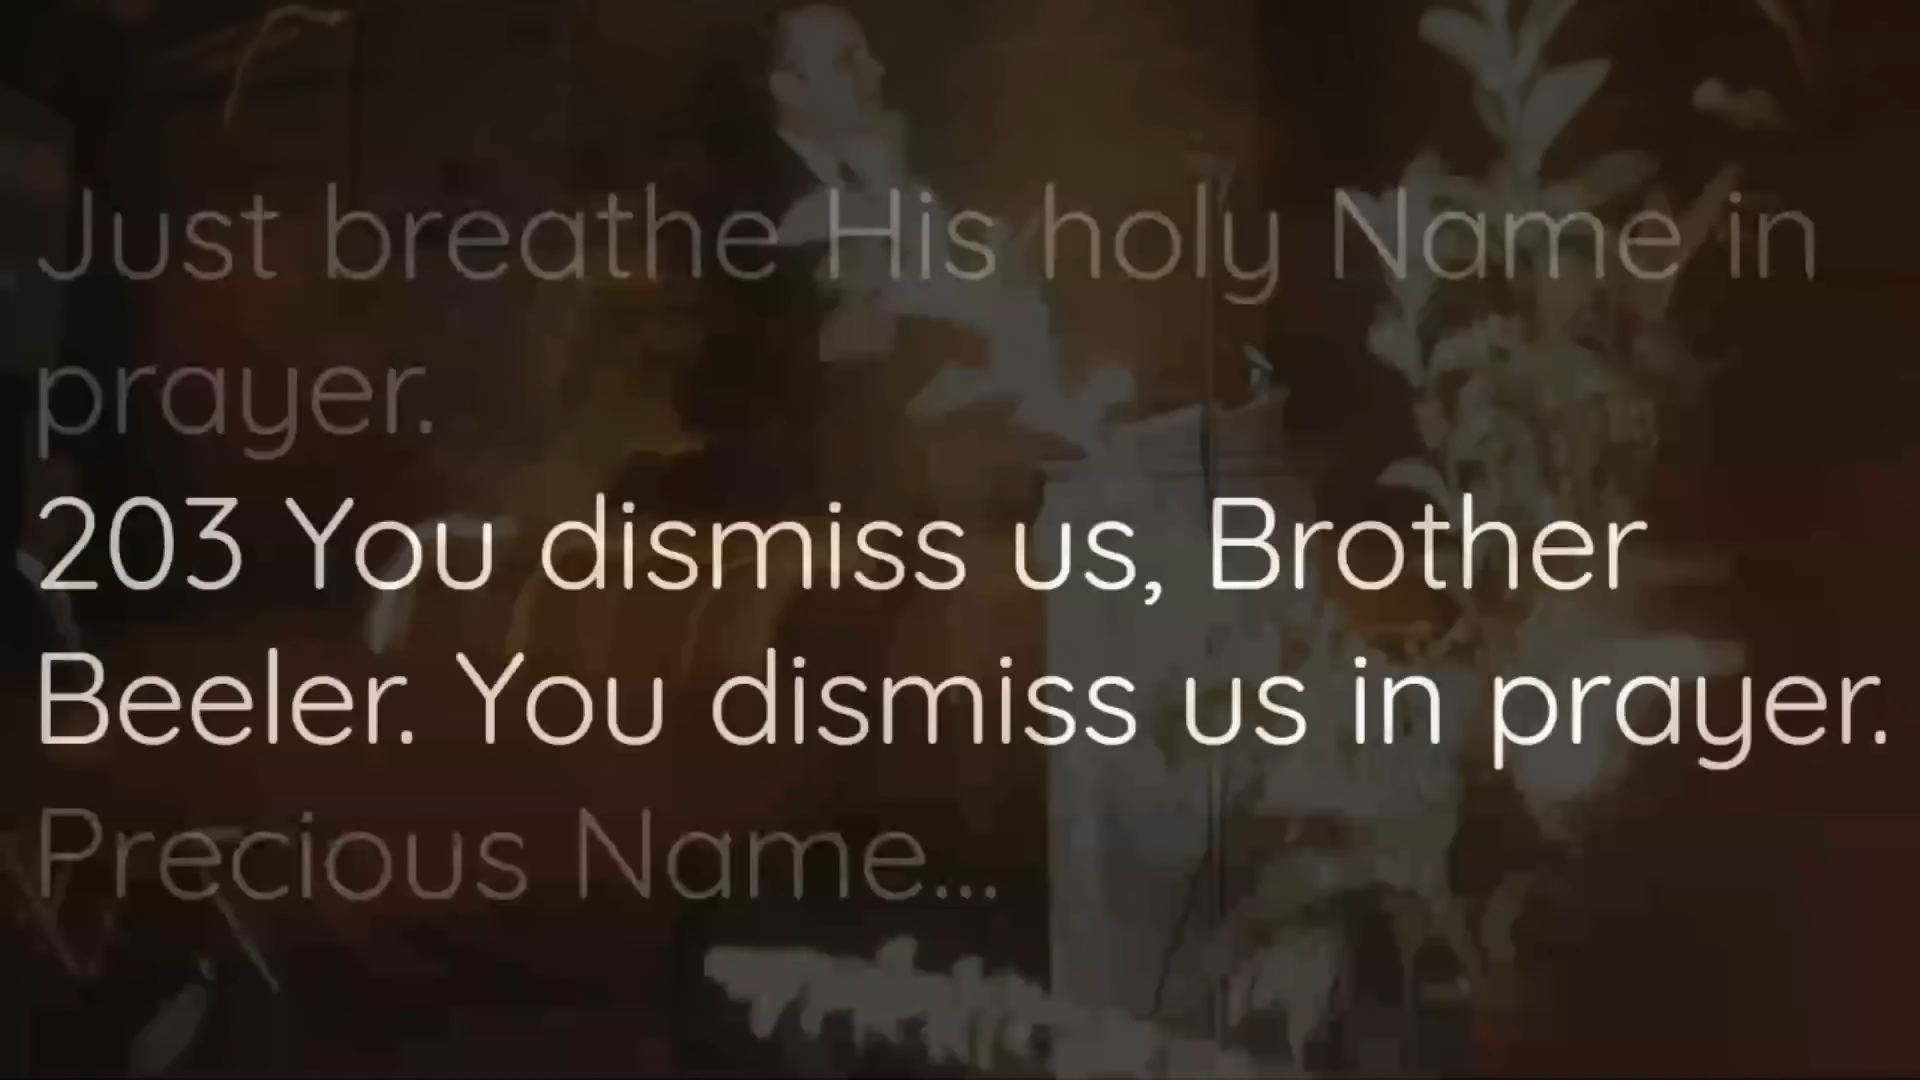 Just breathe His holy Name in
prayer.
203 You dismiss us, Brother
Beeler. You dismiss us in prayer.
Precious Name...